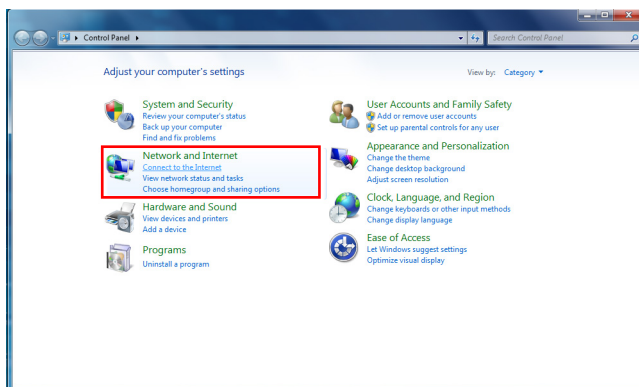 Control Panel
Search Control Panel
Adjust your computer's settings
View by: Category
System and Security
Review your computer's status
Back up your computer
Find and fix problems
Network and Internet
Connect to the Internet
View network status and tasks
Choose homegroup and sharing options
Hardware and Sound
View devices and printers
Add a device
Programs
Uninstall a program
User Accounts and Family Safety
Add or remove user accounts
Set up parental controls for any user
Appearance and Personalization
Change the theme
Change desktop background
Adjust screen resolution
Clock, Language, and Region
Change keyboards or other input methods
Change display language
Ease of Access
Let Windows suggest settings
Optimize visual display